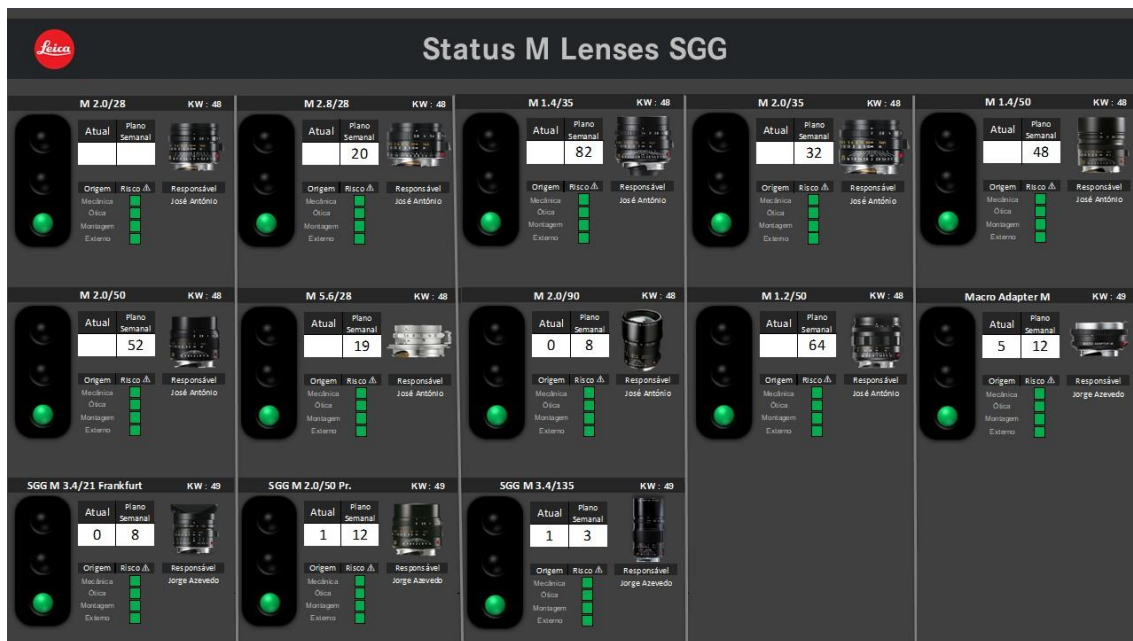 Leica
Status M Lenses SGG
M 2.0/28 KW : 48
Atual Plano Semanal
Origem Risco ⚠ Responsável
Mecânica José António
Ótica
Montagem
Externo
M 2.8/28 KW : 48
Atual Plano Semanal
20
Origem Risco ⚠ Responsável
Mecânica José António
Ótica
Montagem
Externo
M 1.4/35 KW : 48
Atual Plano Semanal
82
Origem Risco ⚠ Responsável
Mecânica José António
Ótica
Montagem
Externo
M 2.0/35 KW : 48
Atual Plano Semanal
32
Origem Risco ⚠ Responsável
Mecânica José António
Ótica
Montagem
Externo
M 1.4/50 KW : 48
Atual Plano Semanal
48
Origem Risco ⚠ Responsável
Mecânica José António
Ótica
Montagem
Externo
M 2.0/50 KW : 48
Atual Plano Semanal
52
Origem Risco ⚠ Responsável
Mecânica José António
Ótica
Montagem
Externo
M 5.6/28 KW : 48
Atual Plano Semanal
19
Origem Risco ⚠ Responsável
Mecânica José António
Ótica
Montagem
Externo
M 2.0/90 KW : 48
Atual Plano Semanal
0 8
Origem Risco ⚠ Responsável
Mecânica José António
Ótica
Montagem
Externo
M 1.2/50 KW : 48
Atual Plano Semanal
64
Origem Risco ⚠ Responsável
Mecânica José António
Ótica
Montagem
Externo
Macro Adapter M KW : 49
Atual Plano Semanal
5 12
MACRO-ADAPTER-M
Origem Risco ⚠ Responsável
Mecânica Jorge Azevedo
Ótica
Montagem
Externo
SGG M 3.4/21 Frankfurt KW : 49
Atual Plano Semanal
0 8
Origem Risco ⚠ Responsável
Mecânica Jorge Azevedo
Ótica
Montagem
Externo
SGG M 2.0/50 Pr. KW : 49
Atual Plano Semanal
1 12
Origem Risco ⚠ Responsável
Mecânica Jorge Azevedo
Ótica
Montagem
Externo
SGG M 3.4/135 KW : 49
Atual Plano Semanal
1 3
Origem Risco ⚠ Responsável
Mecânica Jorge Azevedo
Ótica
Montagem
Externo